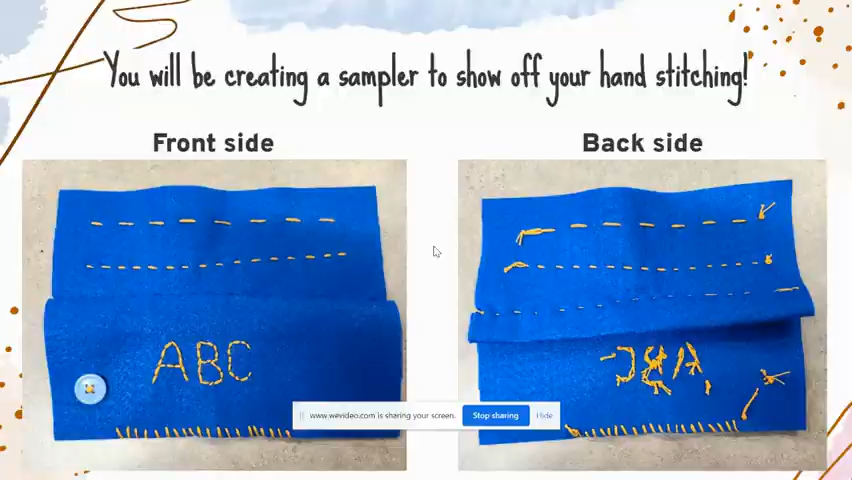 You will be creating a sampler to show off your hand stitching!
Front side
Back side
ABC
www.wevideo.com is sharing your screen.
Stop sharing
Hide